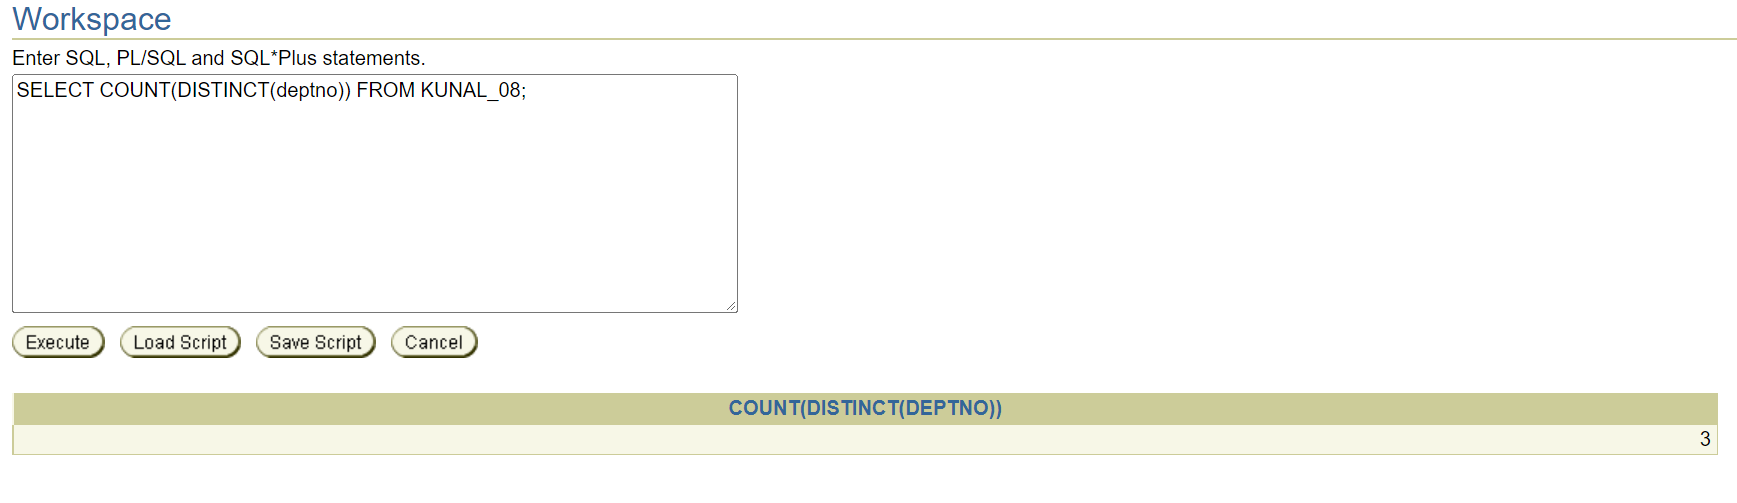 Workspace
Enter SQL, PL/SQL and SQL*Plus statements.
SELECT COUNT(DISTINCT(deptno)) FROM KUNAL_08;
Execute Load Script Save Script Cancel
COUNT(DISTINCT(DEPTNO))
3